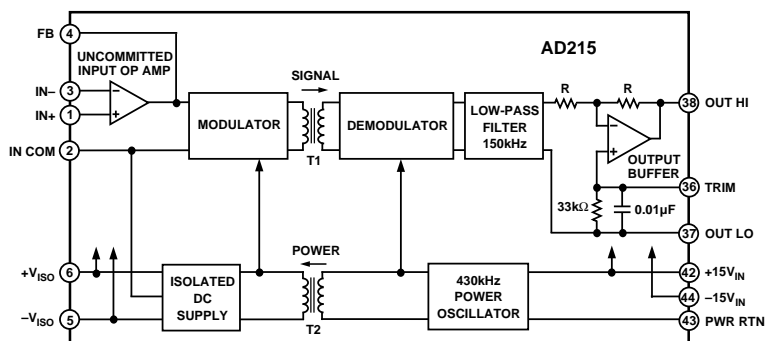 AD215
FB
4
UNCOMMITTED
INPUT OP AMP
IN–
3
–
IN+
1
+
IN COM
2
MODULATOR
SIGNAL
T1
DEMODULATOR
LOW-PASS
FILTER
150kHz
R
R
–
+
OUTPUT
BUFFER
38
OUT HI
36
TRIM
33kΩ
0.01µF
37
OUT LO
+VISO
6
–VISO
5
ISOLATED
DC
SUPPLY
POWER
T2
430kHz
POWER
OSCILLATOR
42
+15VIN
44
–15VIN
43
PWR RTN